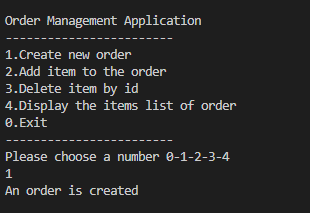 Order Management Application
------------------------
1.Create new order
2.Add item to the order
3.Delete item by id
4.Display the items list of order
0.Exit
------------------------
Please choose a number 0-1-2-3-4
1
An order is created